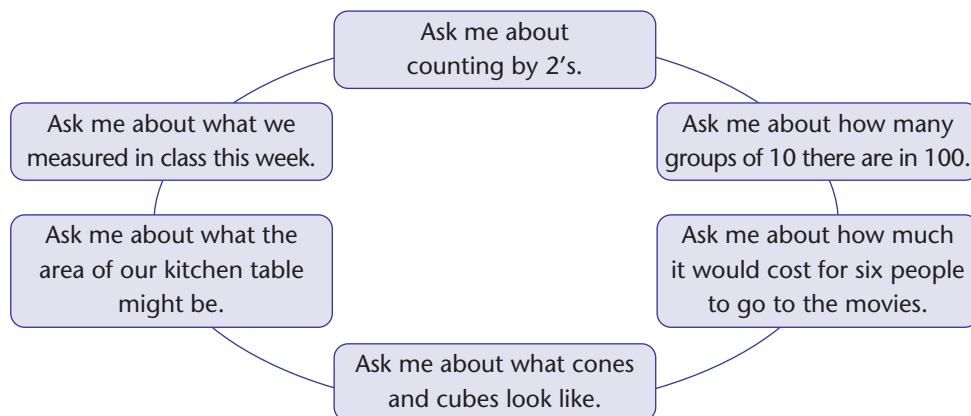 Ask me about
counting by 2's.
Ask me about what we
measured in class this week.
Ask me about how many
groups of 10 there are in 100.
Ask me about what the
area of our kitchen table
might be.
Ask me about how much
it would cost for six people
to go to the movies.
Ask me about what cones
and cubes look like.